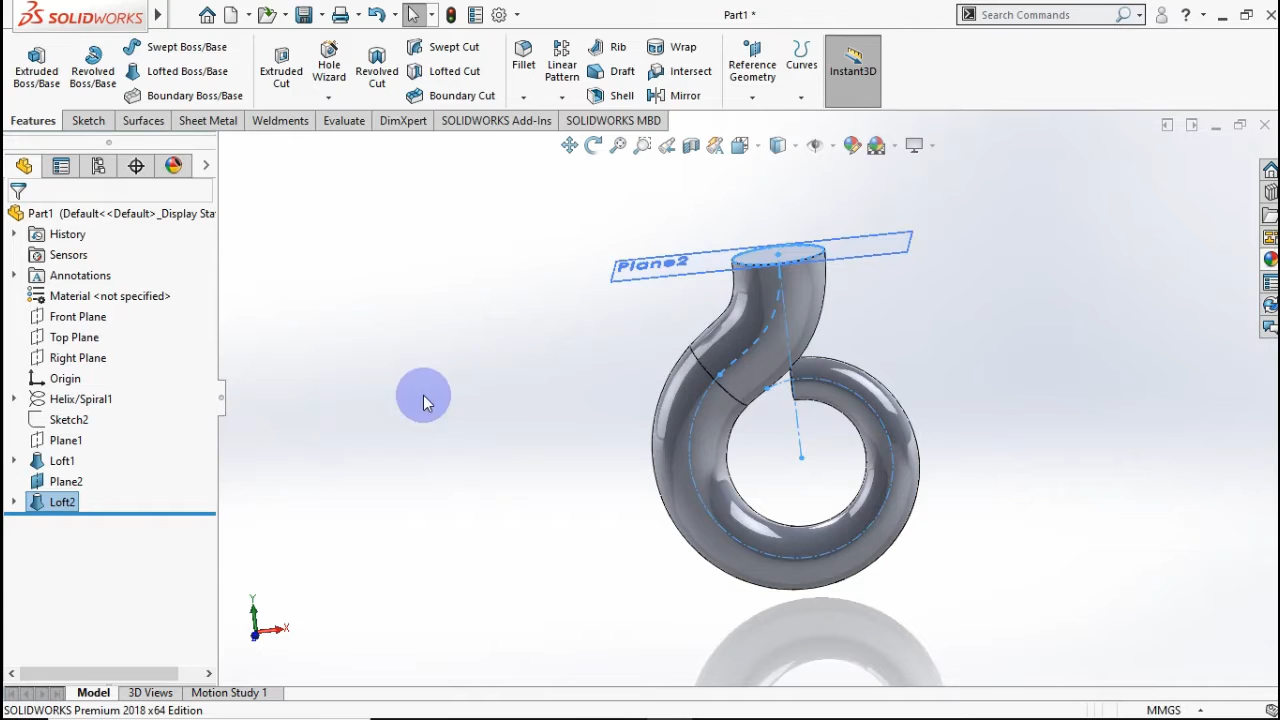 SOLIDWORKS
Part1 *
Search Commands
?
Extruded Boss/Base
Revolved Boss/Base
Swept Boss/Base
Lofted Boss/Base
Boundary Boss/Base
Extruded Cut
Hole Wizard
Revolved Cut
Swept Cut
Lofted Cut
Boundary Cut
Fillet
Linear Pattern
Rib
Draft
Shell
Wrap
Intersect
Mirror
Reference Geometry
Curves
Instant3D
Features
Sketch
Surfaces
Sheet Metal
Weldments
Evaluate
DimXpert
SOLIDWORKS Add-Ins
SOLIDWORKS MBD
Part1 (Default<<Default>_Display Sta
History
Sensors
Annotations
Material <not specified>
Front Plane
Top Plane
Right Plane
Origin
Helix/Spiral1
Sketch2
Plane1
Loft1
Plane2
Loft2
Plane2
Y
X
Model
3D Views
Motion Study 1
SOLIDWORKS Premium 2018 x64 Edition
MMGS